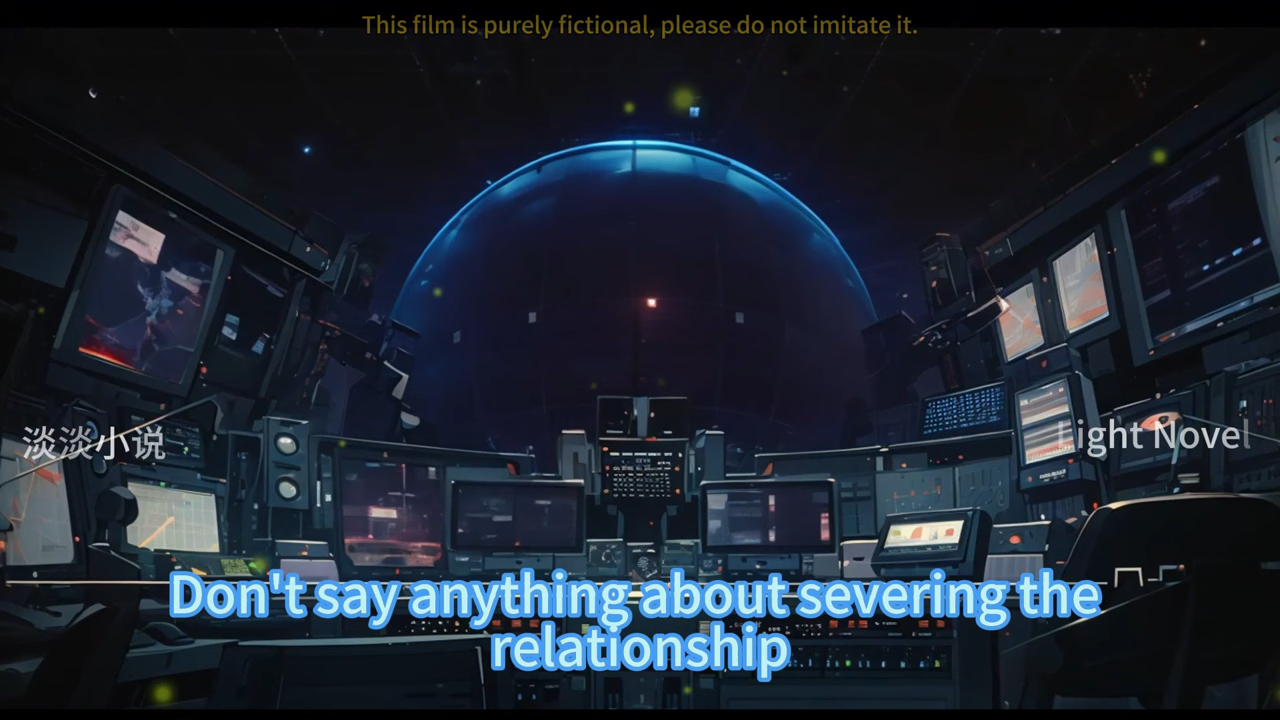 This film is purely fictional, please do not imitate it.
淡淡小说
Light Novel
Don't say anything about severing the
relationship